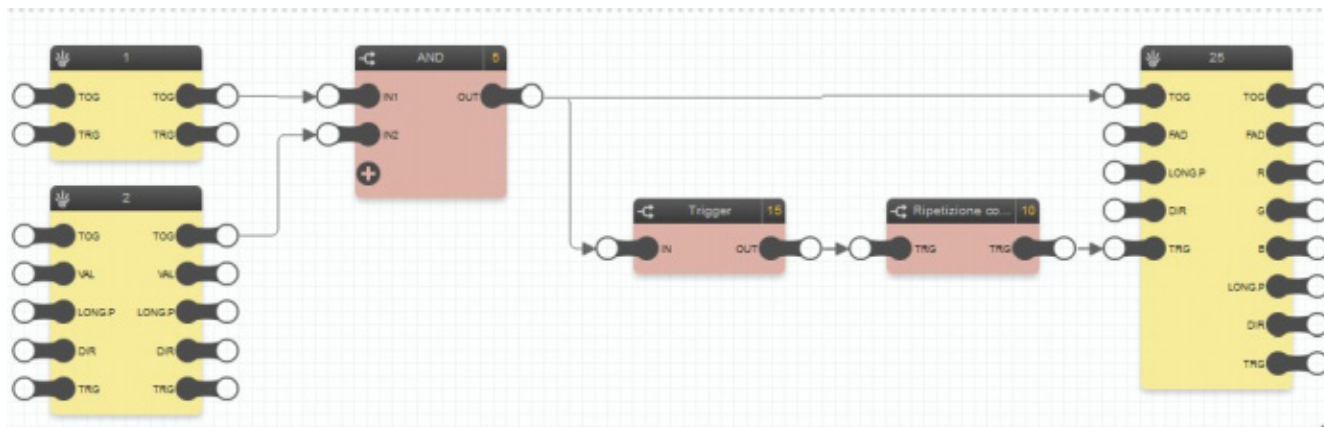 1
TOG TOG
TRG TRG
2
TOG TOG
VAL VAL
LONG.P LONG.P
DIR DIR
TRG TRG
AND 5
IN1 OUT
IN2
Trigger 15
IN OUT
Ripetizione co... 10
TRG TRG
25
TOG TOG
FAD FAD
LONG.P R
DIR G
TRG B
LONG.P
DIR
TRG